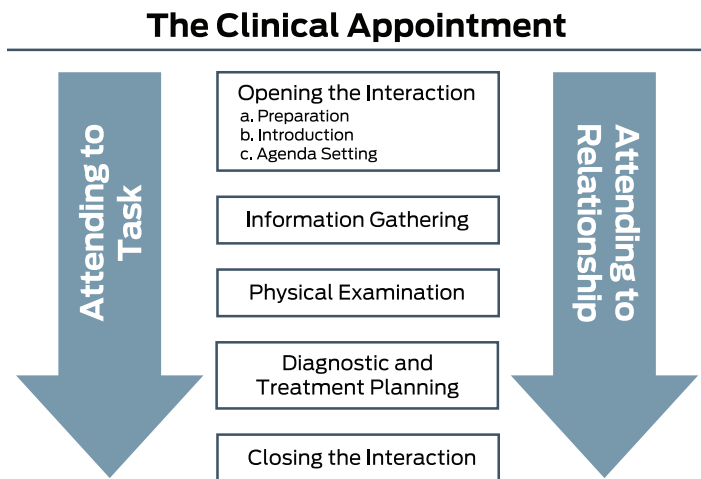 The Clinical Appointment
Attending to
Task
Opening the Interaction
a. Preparation
b. Introduction
c. Agenda Setting
Information Gathering
Physical Examination
Diagnostic and
Treatment Planning
Closing the Interaction
Attending to
Relationship